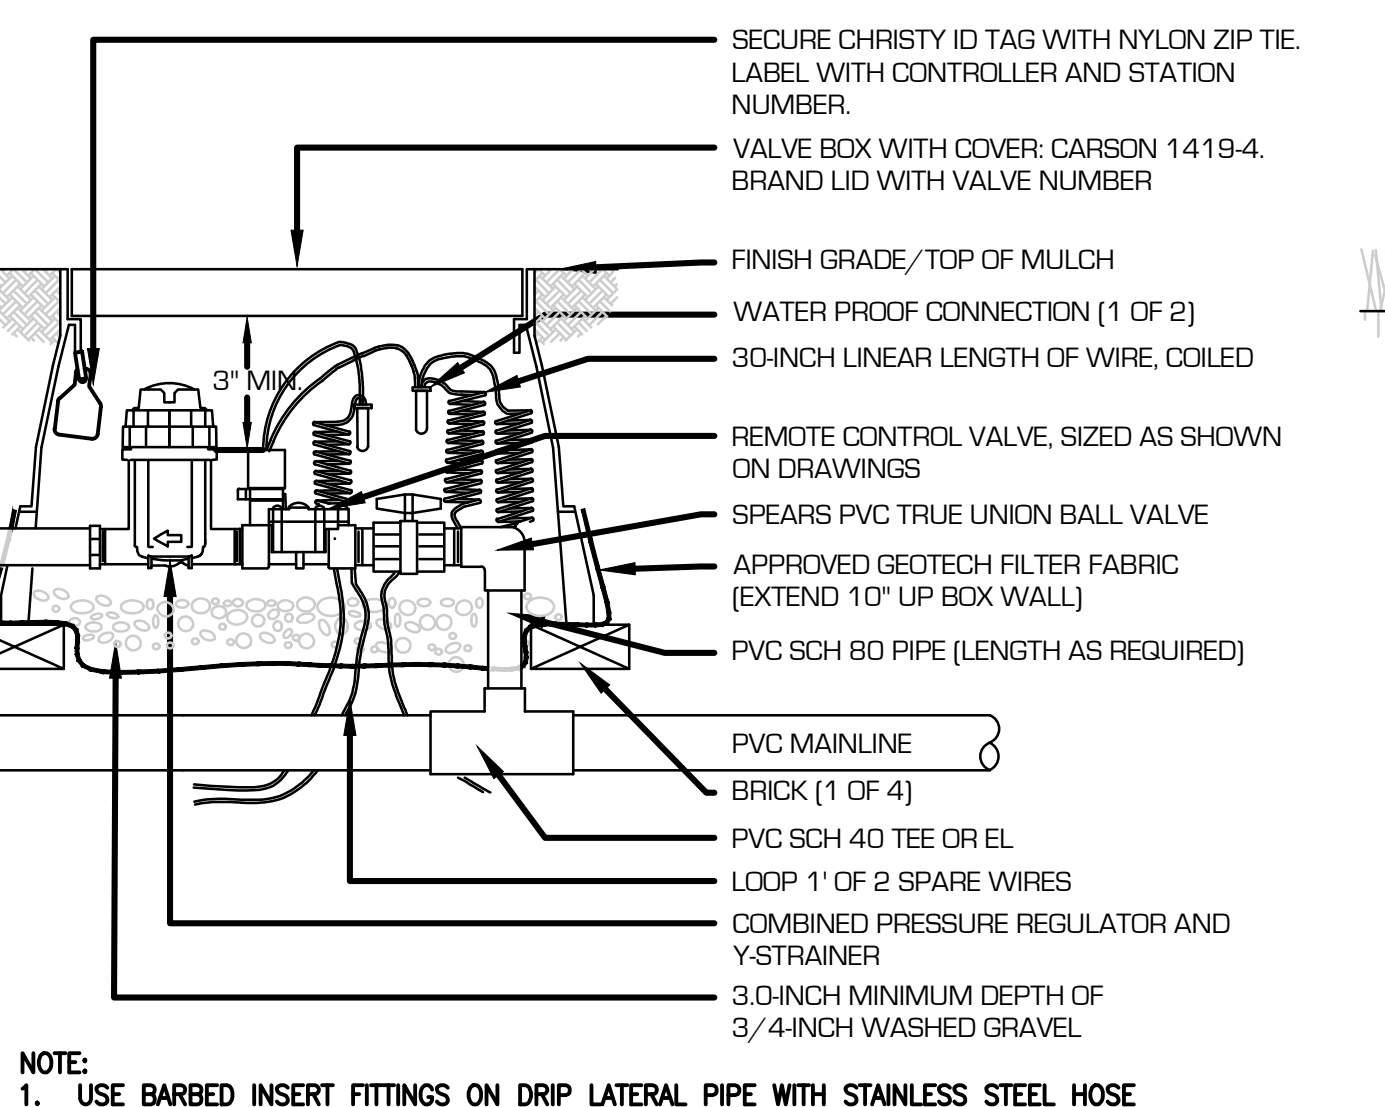 SECURE CHRISTY ID TAG WITH NYLON ZIP TIE.
LABEL WITH CONTROLLER AND STATION
NUMBER.
VALVE BOX WITH COVER: CARSON 1419-4.
BRAND LID WITH VALVE NUMBER
FINISH GRADE/TOP OF MULCH
WATER PROOF CONNECTION (1 OF 2)
30-INCH LINEAR LENGTH OF WIRE, COILED
3" MIN.
REMOTE CONTROL VALVE, SIZED AS SHOWN
ON DRAWINGS
SPEARS PVC TRUE UNION BALL VALVE
APPROVED GEOTECH FILTER FABRIC
(EXTEND 10" UP BOX WALL)
PVC SCH 80 PIPE (LENGTH AS REQUIRED)
PVC MAINLINE
BRICK (1 OF 4)
PVC SCH 40 TEE OR EL
LOOP 1' OF 2 SPARE WIRES
COMBINED PRESSURE REGULATOR AND
Y-STRAINER
3.0-INCH MINIMUM DEPTH OF
3/4-INCH WASHED GRAVEL
NOTE:
1. USE BARBED INSERT FITTINGS ON DRIP LATERAL PIPE WITH STAINLESS STEEL HOSE